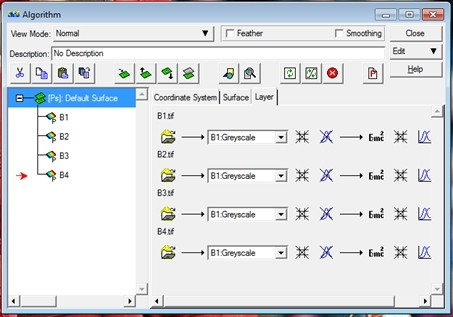 Algorithm
View Mode: Normal Feather Smoothing Close
Description: No Description Edit
Help
[Ps]: Default Surface
B1
B2
B3
B4
Coordinate System Surface Layer
B1.tif
B1:Greyscale Emc2
B2.tif
B1:Greyscale Emc2
B3.tif
B1:Greyscale Emc2
B4.tif
B1:Greyscale Emc2